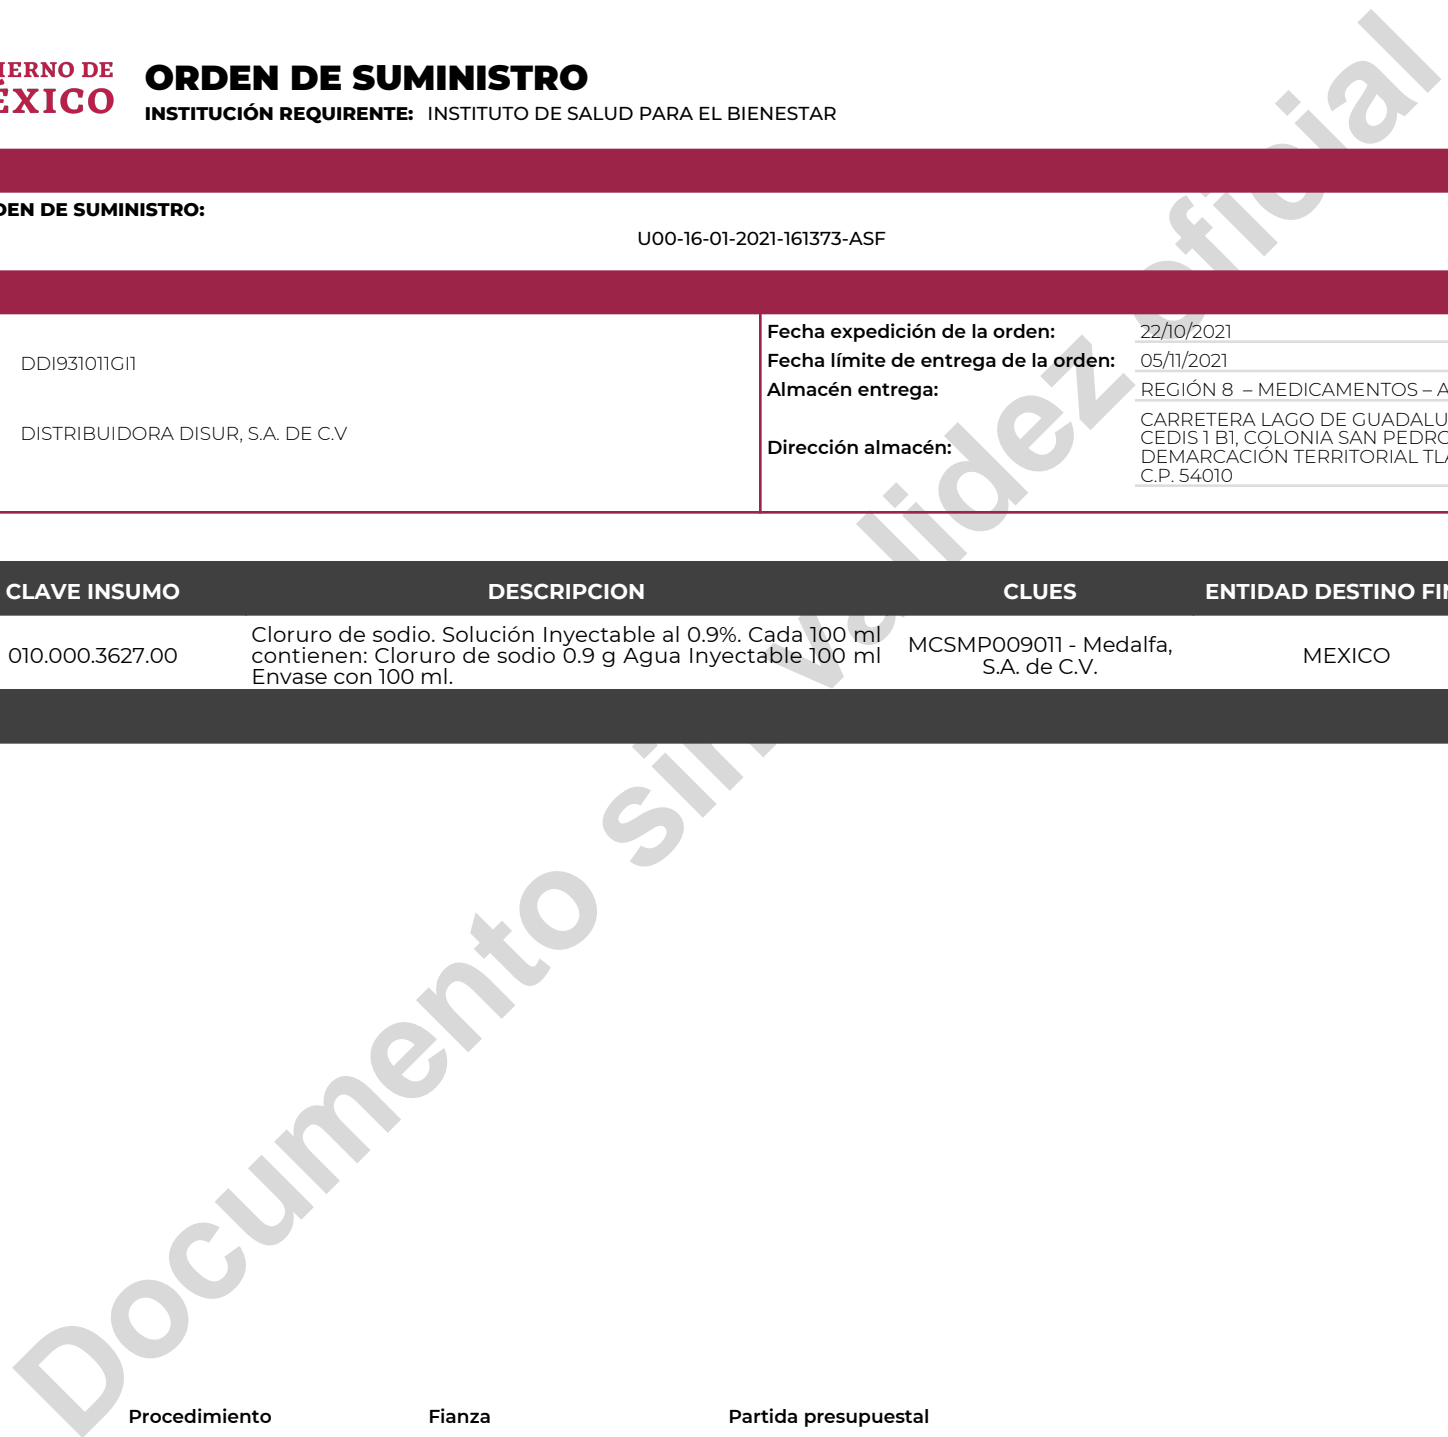 IERNO DE
ÉXICO
ORDEN DE SUMINISTRO
INSTITUCIÓN REQUIRENTE: INSTITUTO DE SALUD PARA EL BIENESTAR
DEN DE SUMINISTRO:
U00-16-01-2021-161373-ASF
DDI931011GI1
DISTRIBUIDORA DISUR, S.A. DE C.V
Fecha expedición de la orden: 22/10/2021
Fecha límite de entrega de la orden: 05/11/2021
Almacén entrega: REGIÓN 8 – MEDICAMENTOS – A
Dirección almacén:
CARRETERA LAGO DE GUADALU
CEDIS 1 B1, COLONIA SAN PEDRO
DEMARCACIÓN TERRITORIAL TLA
C.P. 54010
CLAVE INSUMO DESCRIPCION CLUES ENTIDAD DESTINO FIN
010.000.3627.00
Cloruro de sodio. Solución Inyectable al 0.9%. Cada 100 ml
contienen: Cloruro de sodio 0.9 g Agua Inyectable 100 ml
Envase con 100 ml.
MCSMP009011 - Medalfa,
S.A. de C.V.
MEXICO
Documento sin validez oficial
Procedimiento Fianza Partida presupuestal